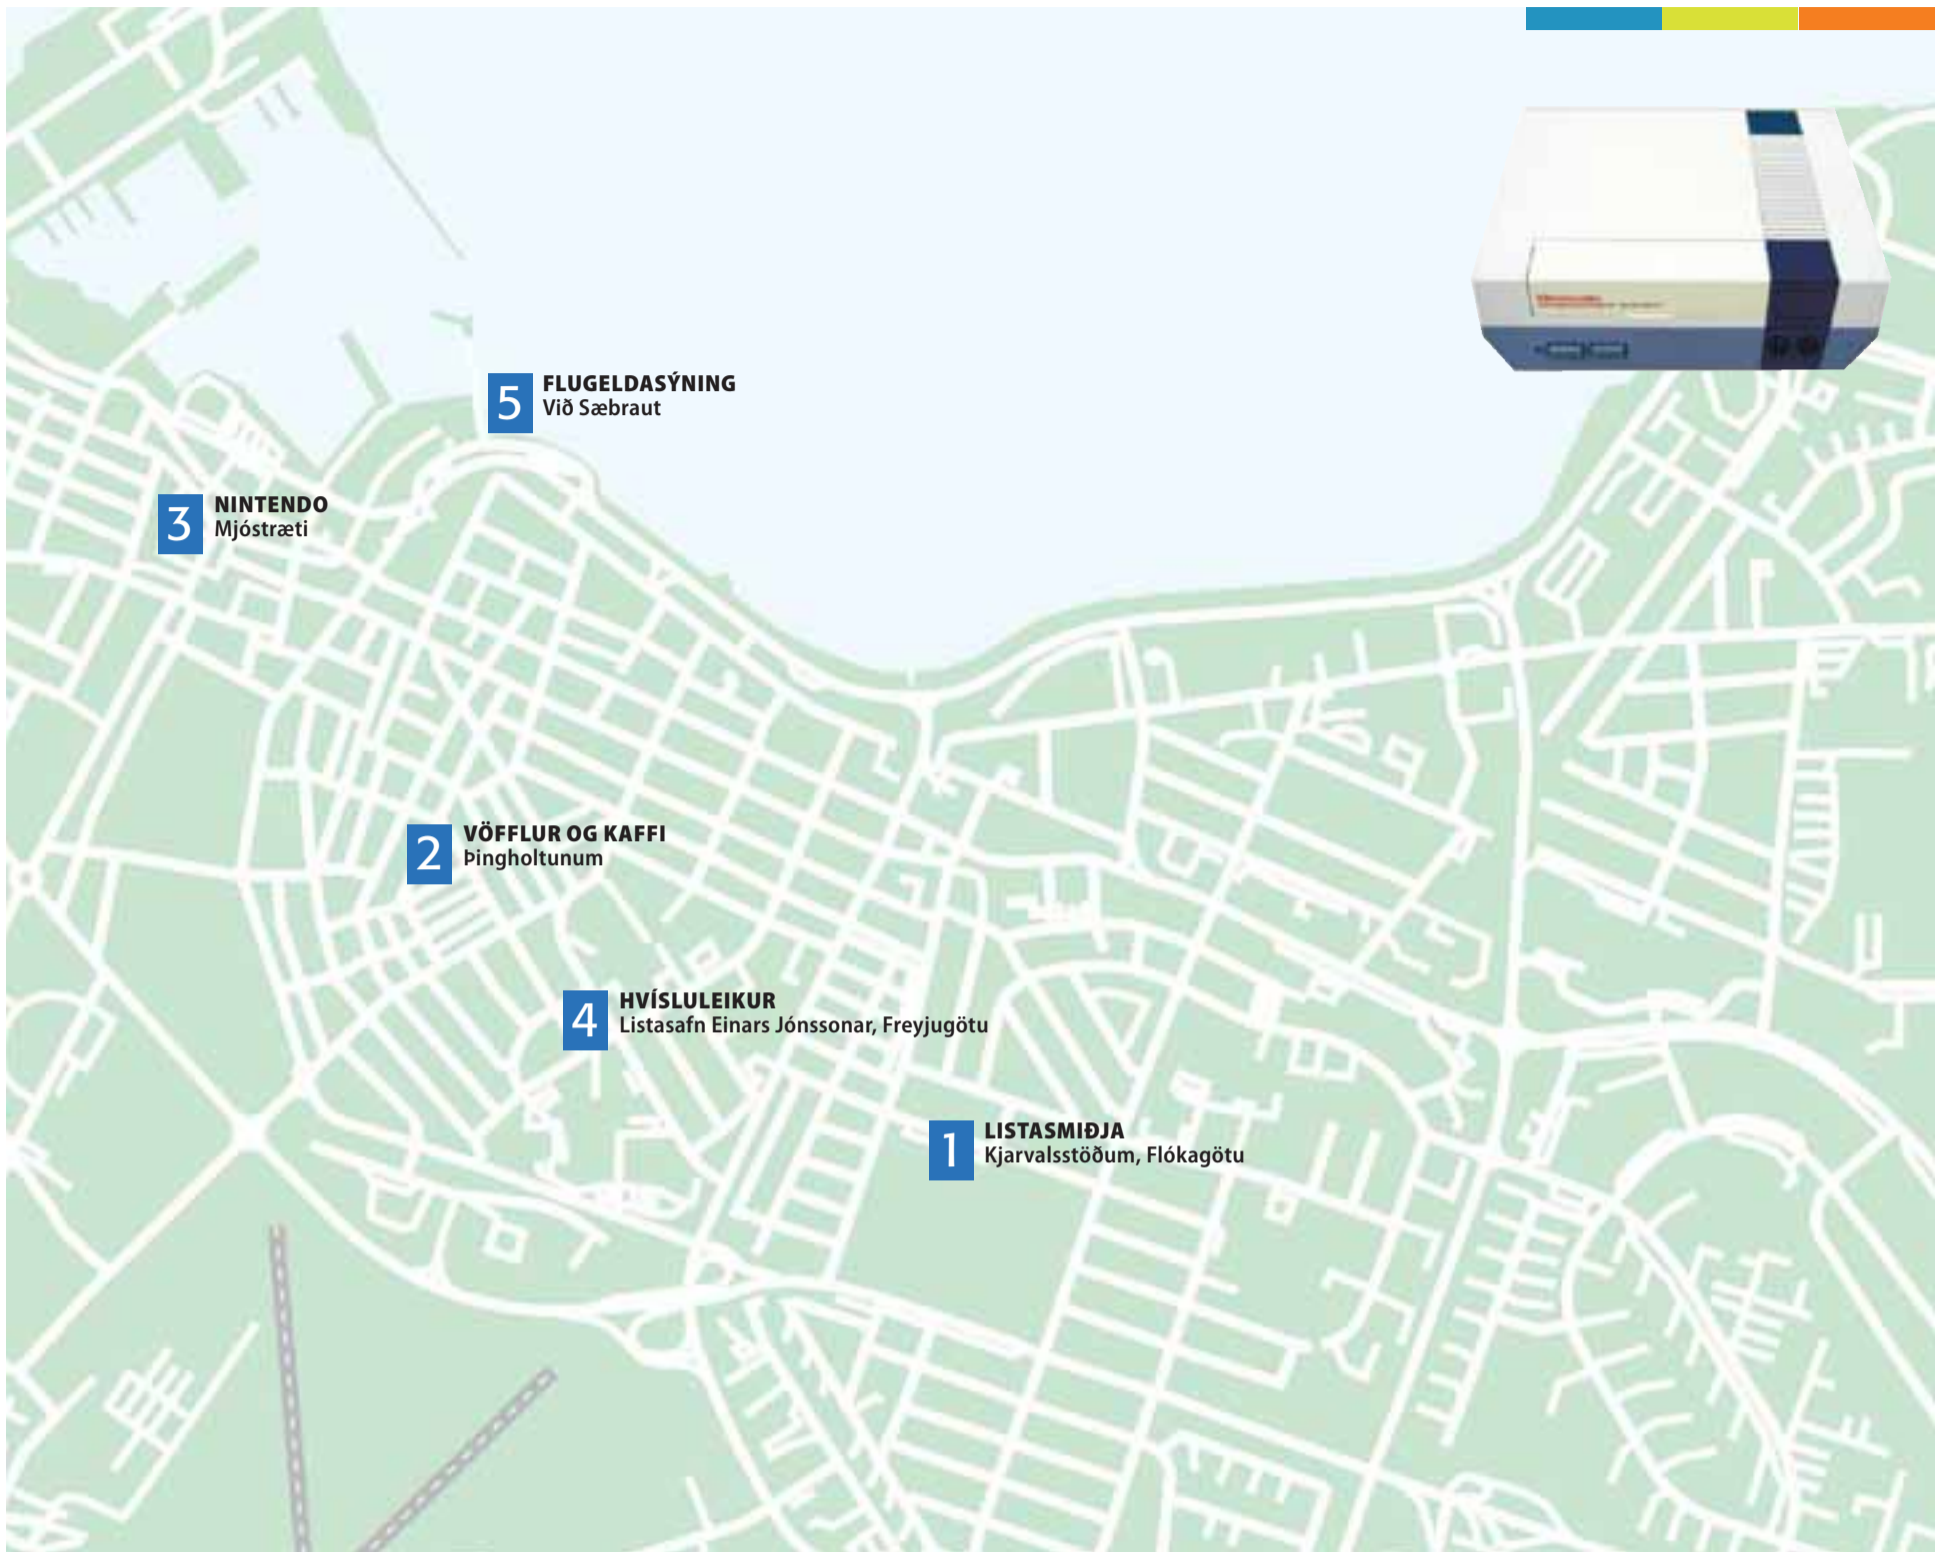 5
FLUGELDASÝNING
Við Sæbraut
3
NINTENDO
Mjóstræti
2
VÖFFLUR OG KAFFI
Þingholtunum
4
HVÍSLULEIKUR
Listasafn Einars Jónssonar, Freyjugötu
1
LISTASMIÐJA
Kjarvalsstöðum, Flókagötu